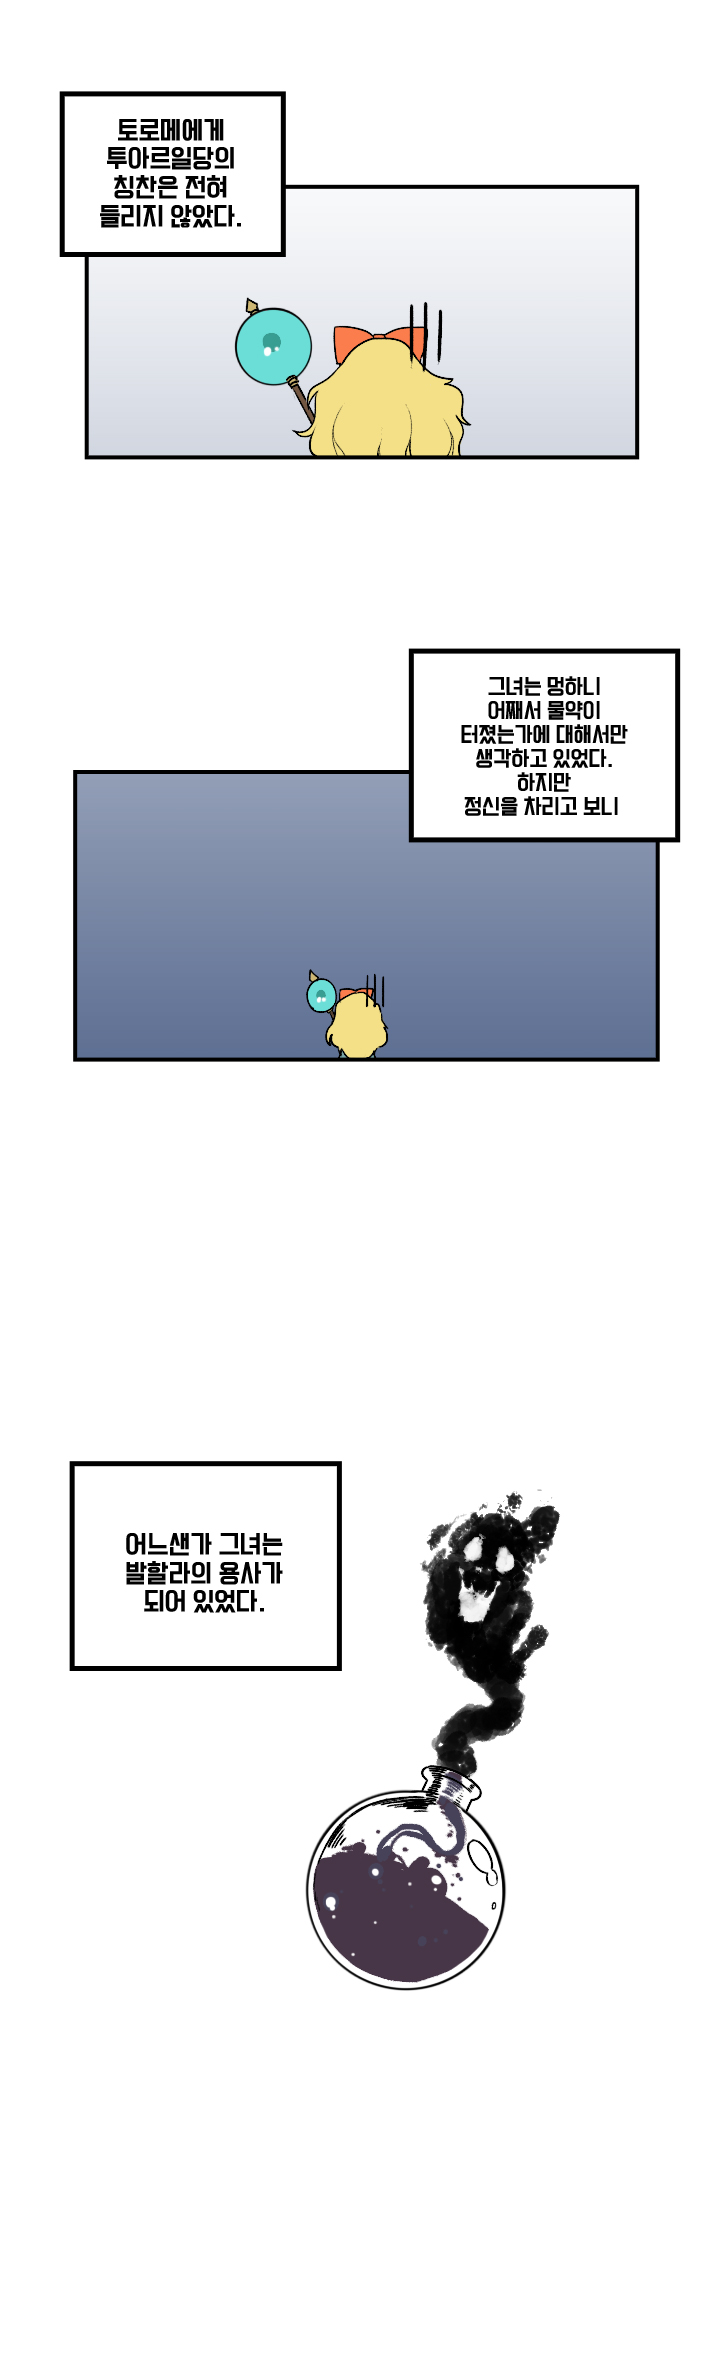 토로메에게
투아르일당의
칭찬은 전혀
들리지 않았다.
그녀는 멍하니
어째서 물약이
터졌는가에 대해서만
생각하고 있었다.
하지만
정신을 차리고 보니
어느샌가 그녀는
발할라의 용사가
되어 있었다.